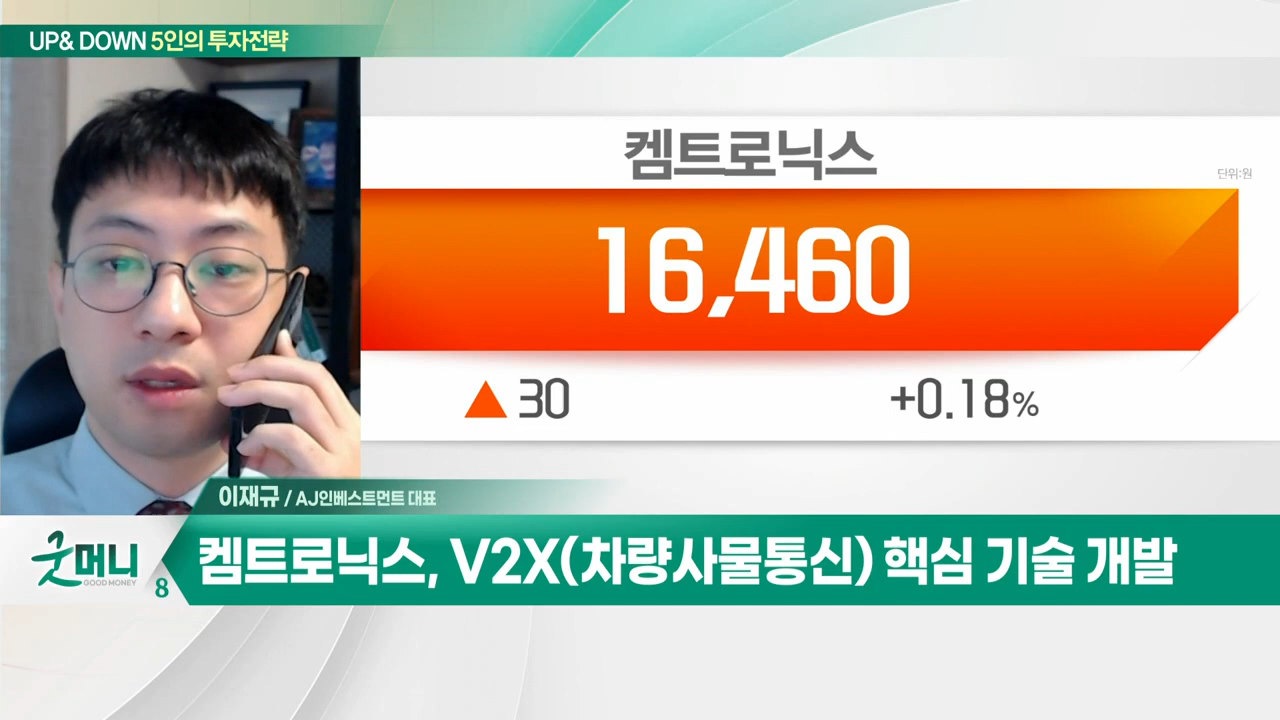 UP& DOWN 5인의 투자전략
켐트로닉스
단위:원
16,460
▲ 30
+0.18%
이재규 / AJ인베스트먼트 대표
굿머니
GOOD MONEY
8
켐트로닉스, V2X(차량사물통신) 핵심 기술 개발